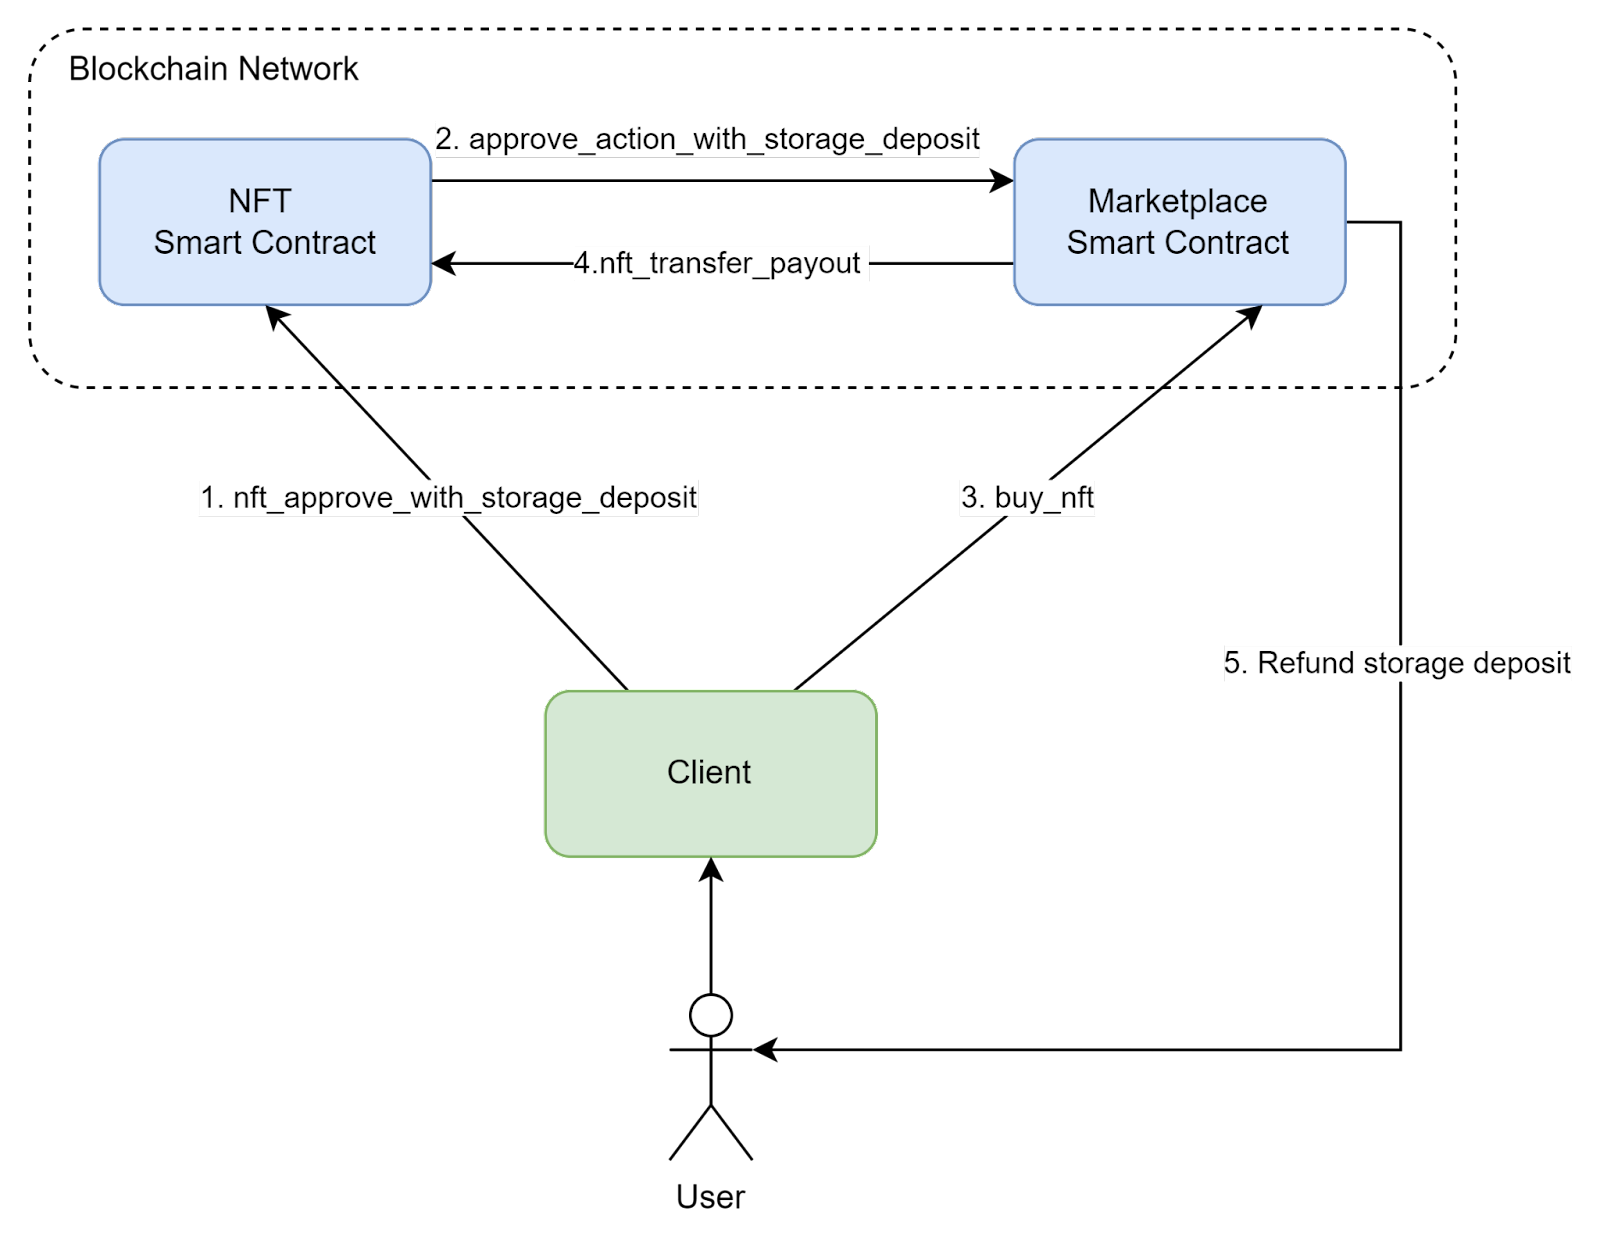 Blockchain Network
2. approve_action_with_storage_deposit
NFT
Smart Contract
Marketplace
Smart Contract
4.nft_transfer_payout
1. nft_approve_with_storage_deposit
3. buy_nft
5. Refund storage deposit
Client
User